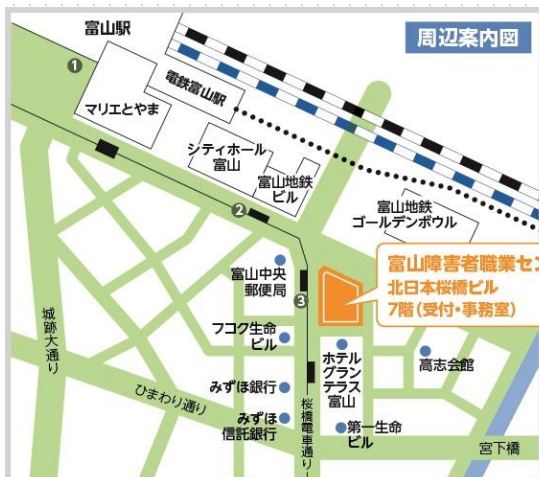 富山駅
周辺案内図
❶
電鉄富山駅
マリエとやま
シティホール
富山
富山地鉄
ビル
富山地鉄
ゴールデンボウル
❷
富山障害者職業セン
北日本桜橋ビル
7階(受付・事務室)
富山中央
郵便局
❸
城跡大通り
フコク生命
ビル
ホテル
グラン
テラス
富山
高志会館
みずほ銀行
ひまわり通り
みずほ
信託銀行
桜橋電車通り
第一生命
ビル
宮下橋